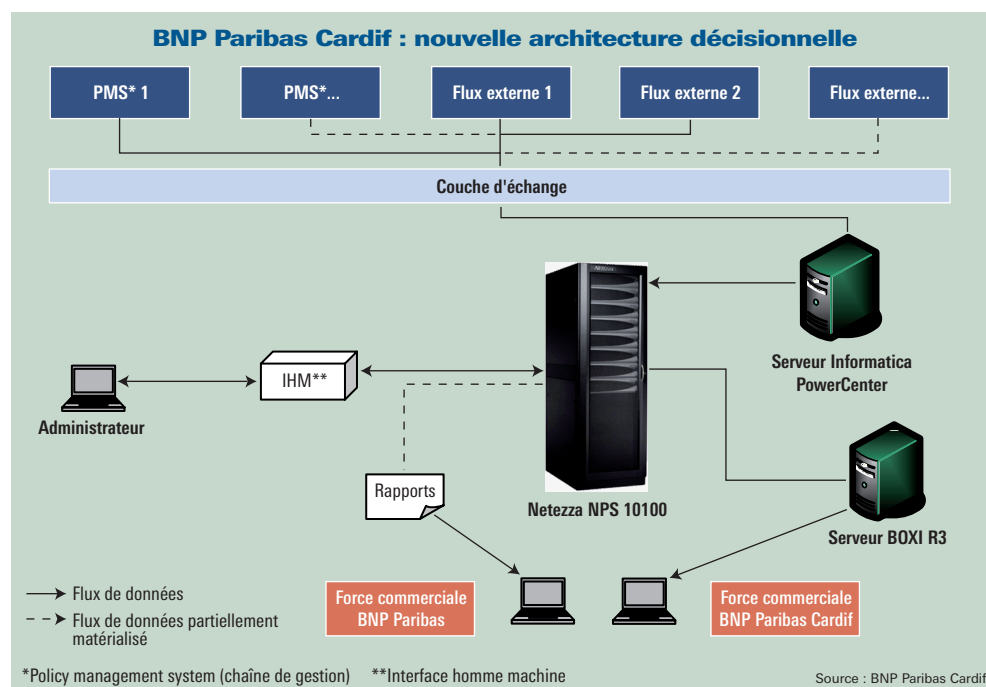 BNP Paribas Cardif : nouvelle architecture décisionnelle
PMS* 1
PMS*...
Flux externe 1
Flux externe 2
Flux externe...
Couche d'échange
Serveur Informatica
PowerCenter
IHM**
Administrateur
Rapports
Netezza NPS 10100
Serveur BOXI R3
Flux de données
Flux de données partiellement
matérialisé
Force commerciale
BNP Paribas
Force commerciale
BNP Paribas Cardif
*Policy management system (chaîne de gestion) **Interface homme machine
Source : BNP Paribas Cardif